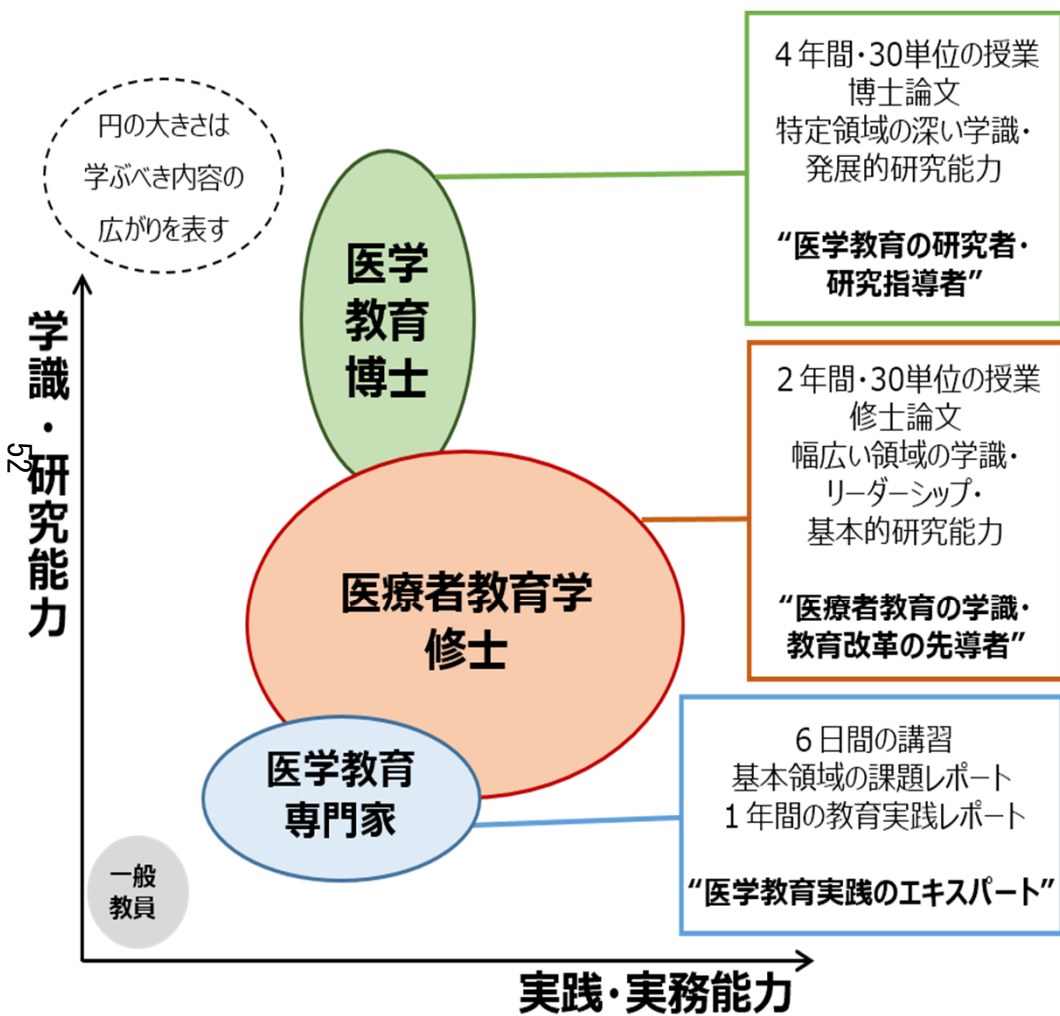 円の大きさは
学ぶべき内容の
広がりを表す
学識・研究能力
52
医学
教育
博士
4年間・30単位の授業
博士論文
特定領域の深い学識・
発展的研究能力
“医学教育の研究者・
研究指導者”
医療者教育学
修士
2年間・30単位の授業
修士論文
幅広い領域の学識・
リーダーシップ・
基本的研究能力
“医療者教育の学識・
教育改革の先導者”
医学教育
専門家
6日間の講習
基本領域の課題レポート
1年間の教育実践レポート
“医学教育実践のエキスパート”
一般
教員
実践・実務能力